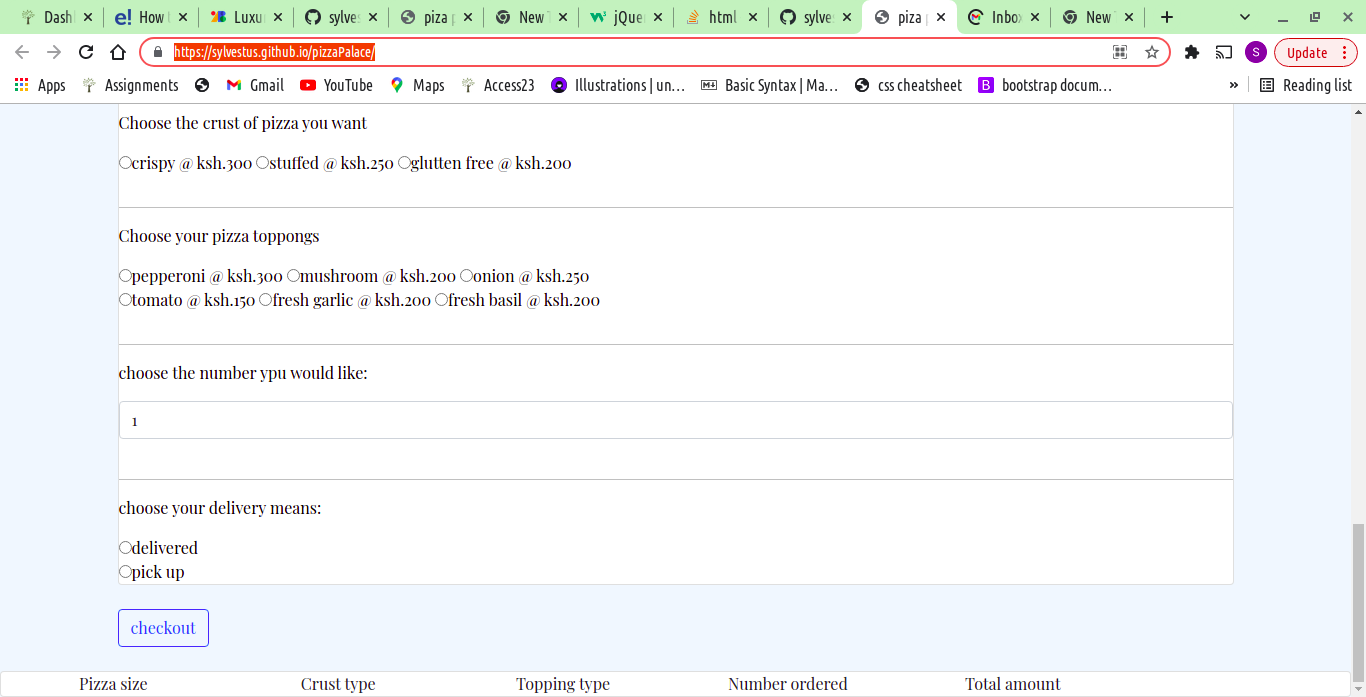 Dash e! How Luxu sylves piza p New T jQue html sylve piza Inbox New
https://sylvestus.github.io/pizzaPalace/ S Update
Apps Assignments Gmail YouTube Maps Access23 Illustrations | un... Basic Syntax | Ma... css cheatsheet B bootstrap docum... » Reading list
Choose the crust of pizza you want
crispy @ ksh.300 stuffed @ ksh.250 glutten free @ ksh.200
Choose your pizza toppongs
pepperoni @ ksh.300 mushroom @ ksh.200 onion @ ksh.250
tomato @ ksh.150 fresh garlic @ ksh.200 fresh basil @ ksh.200
choose the number ypu would like:
1
choose your delivery means:
delivered
pick up
checkout
Pizza size Crust type Topping type Number ordered Total amount